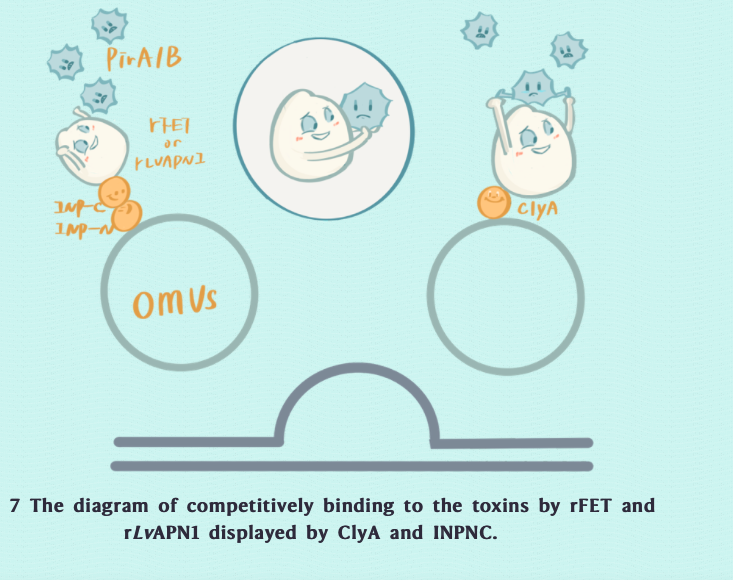 PirA/B
rFET
or
rLVAPN1
INP-C
INP-N
ClyA
OMVs
7 The diagram of competitively binding to the toxins by rFET and
rLvAPN1 displayed by ClyA and INPNC.